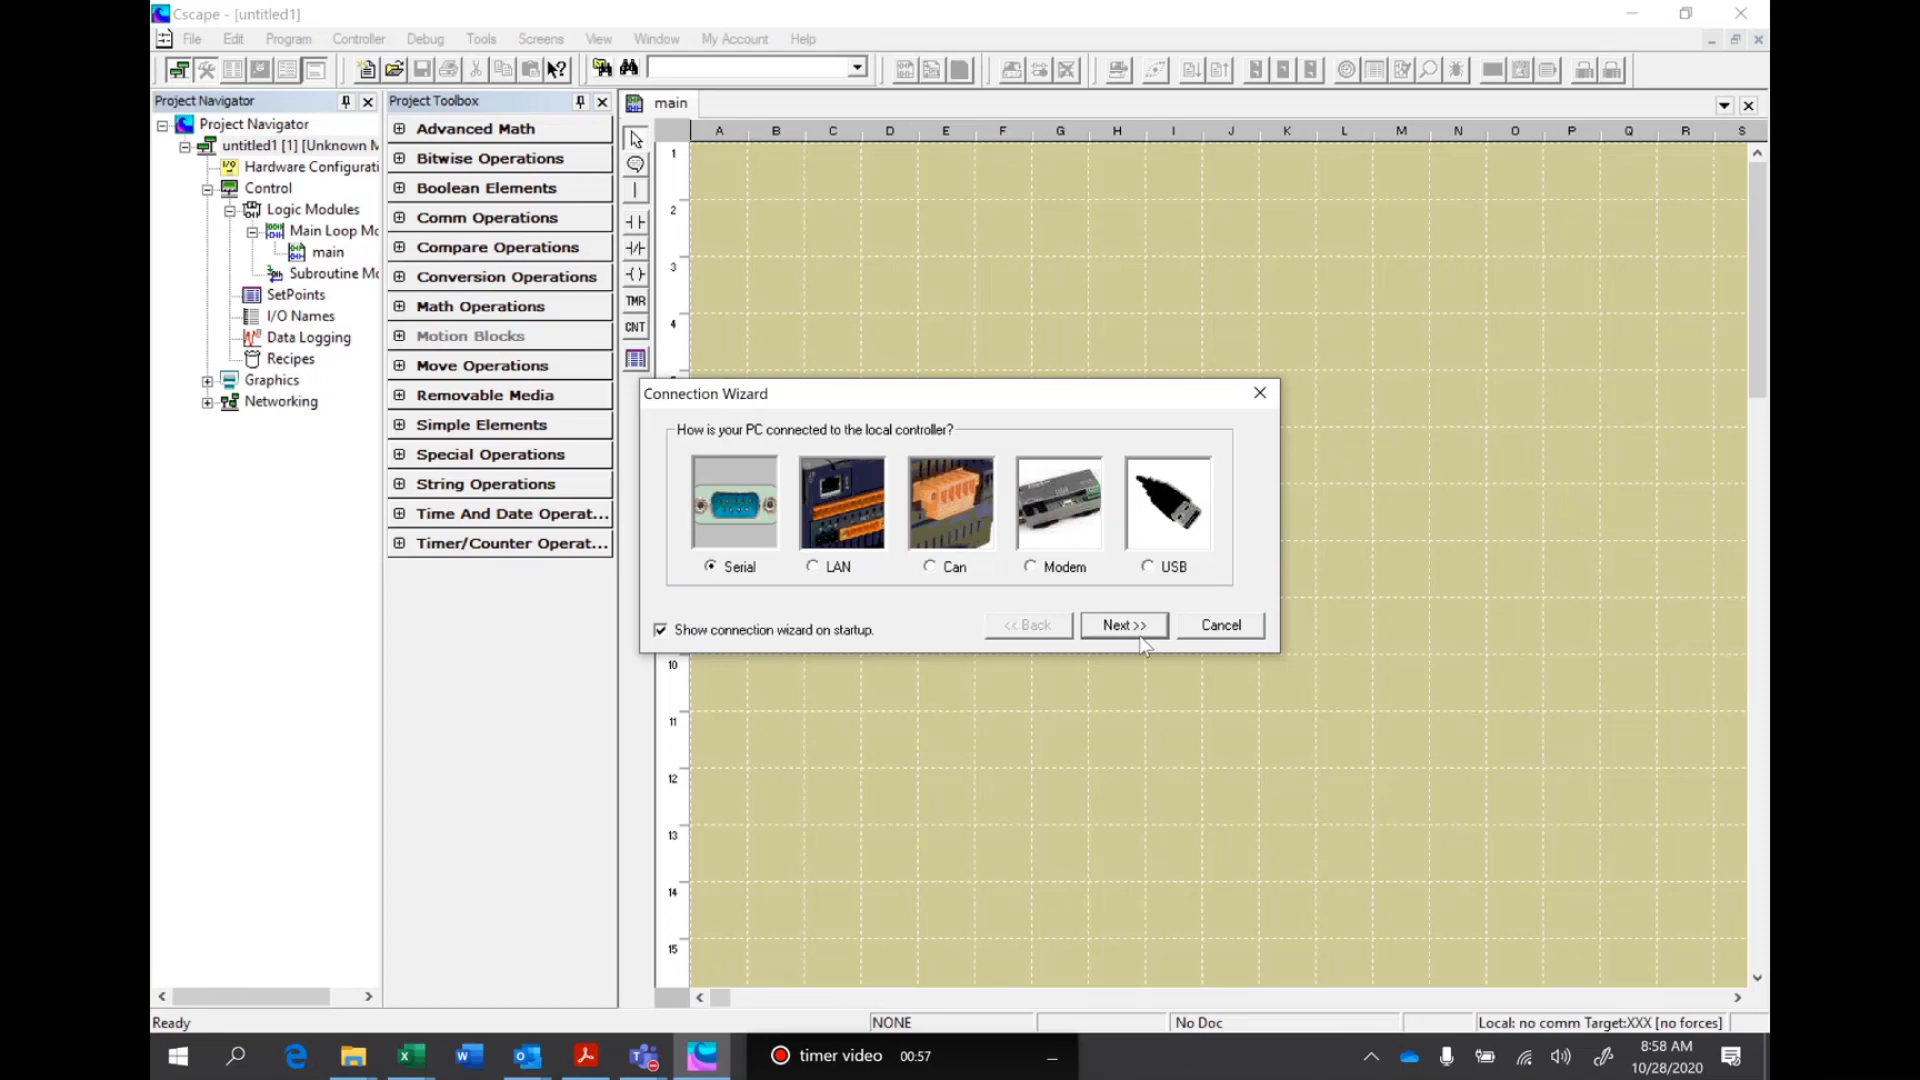 Cscape - [untitled1]
File Edit Program Controller Debug Tools Screens View Window My Account Help
Project Navigator
Project Navigator
untitled1 [1] [Unknown M
Hardware Configurati
Control
Logic Modules
Main Loop Mo
main
Subroutine Mo
SetPoints
I/O Names
Data Logging
Recipes
Graphics
Networking
Project Toolbox
Advanced Math
Bitwise Operations
Boolean Elements
Comm Operations
Compare Operations
Conversion Operations
Math Operations
Motion Blocks
Move Operations
Removable Media
Simple Elements
Special Operations
String Operations
Time And Date Operat...
Timer/Counter Operat...
TMR
CNT
main
A B C D E F G H I J K L M N O P Q R S
1
2
3
4
10
11
12
13
14
15
Connection Wizard
How is your PC connected to the local controller?
Serial LAN Can Modem USB
Show connection wizard on startup.
<< Back Next >> Cancel
Ready NONE No Doc Local: no comm Target:XXX [no forces]
timer video 00:57
8:58 AM
10/28/2020